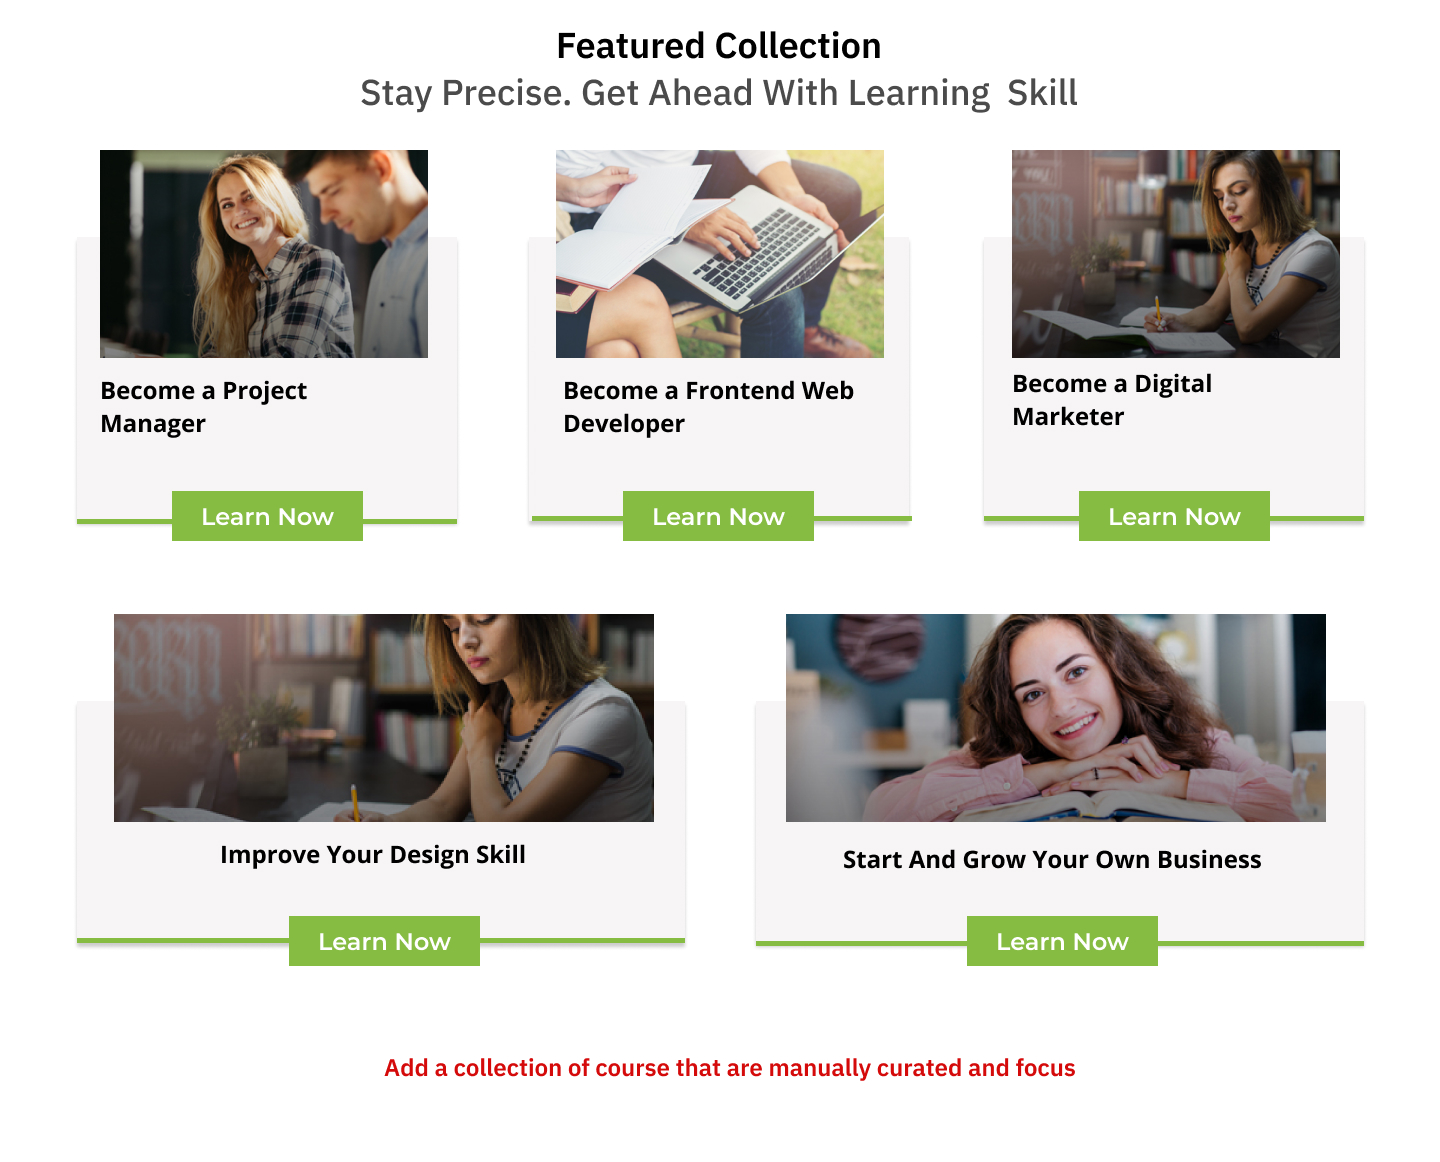 Featured Collection
Stay Precise. Get Ahead With Learning  Skill
Become a Project
Manager
Learn Now
Become a Frontend Web
Developer
Learn Now
Become a Digital
Marketer
Learn Now
Improve Your Design Skill
Learn Now
Start And Grow Your Own Business
Learn Now
Add a collection of course that are manually curated and focus